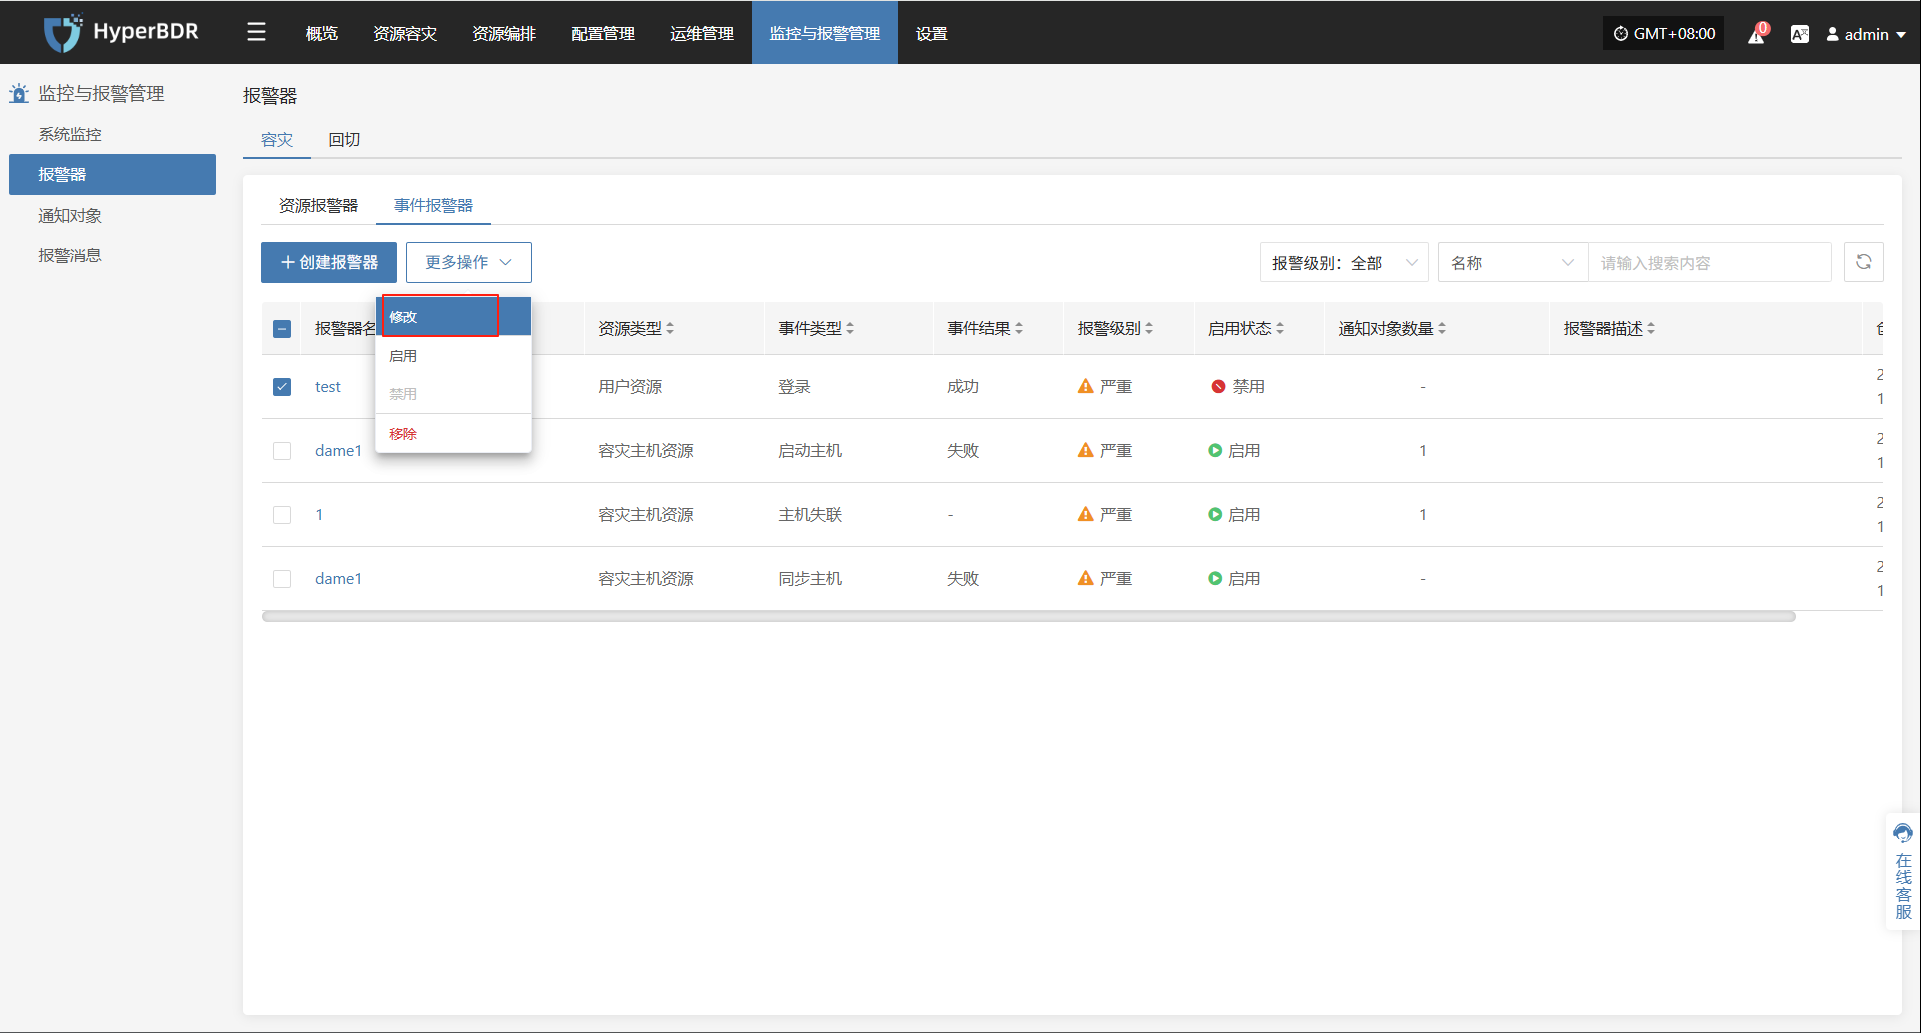 HyperBDR 概览 资源容灾 资源编排 配置管理 运维管理 监控与报警管理 设置 GMT+08:00 0 admin
监控与报警管理
系统监控
报警器
通知对象
报警消息
报警器
容灾 回切
资源报警器 事件报警器
创建报警器 更多操作 报警级别：全部 名称 请输入搜索内容
修改
启用
禁用
移除
报警器名 资源类型 事件类型 事件结果 报警级别 启用状态 通知对象数量 报警器描述
test 用户资源 登录 成功 严重 禁用 - 2
1
dame1 容灾主机资源 启动主机 失败 严重 启用 1 2
1
1 容灾主机资源 主机失联 - 严重 启用 1 2
1
dame1 容灾主机资源 同步主机 失败 严重 启用 - 2
1
在线客服